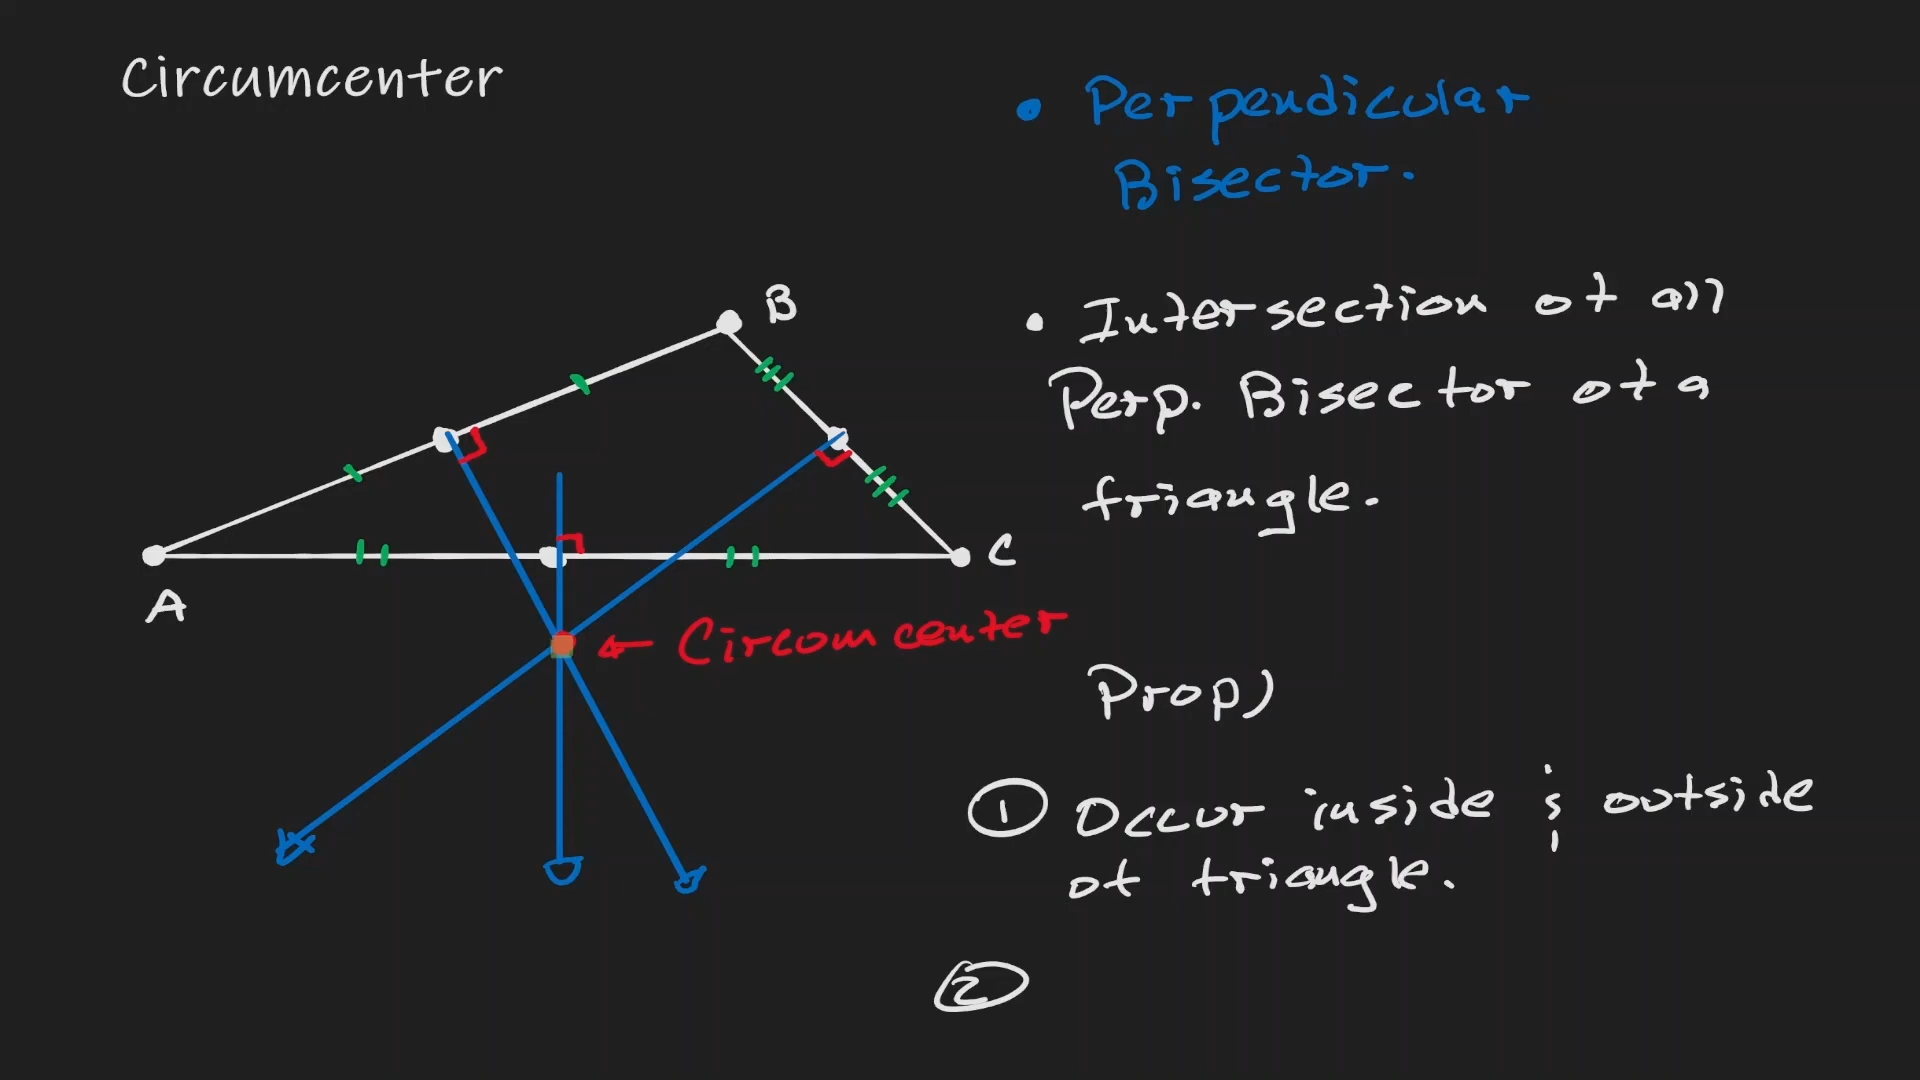 Circumcenter
• Perpendicular
Bisector.
• Intersection of all
Perp. Bisector of a
triangle.
B
A
C
← Circumcenter
Prop)
① Occur inside & outside
of triangle.
②